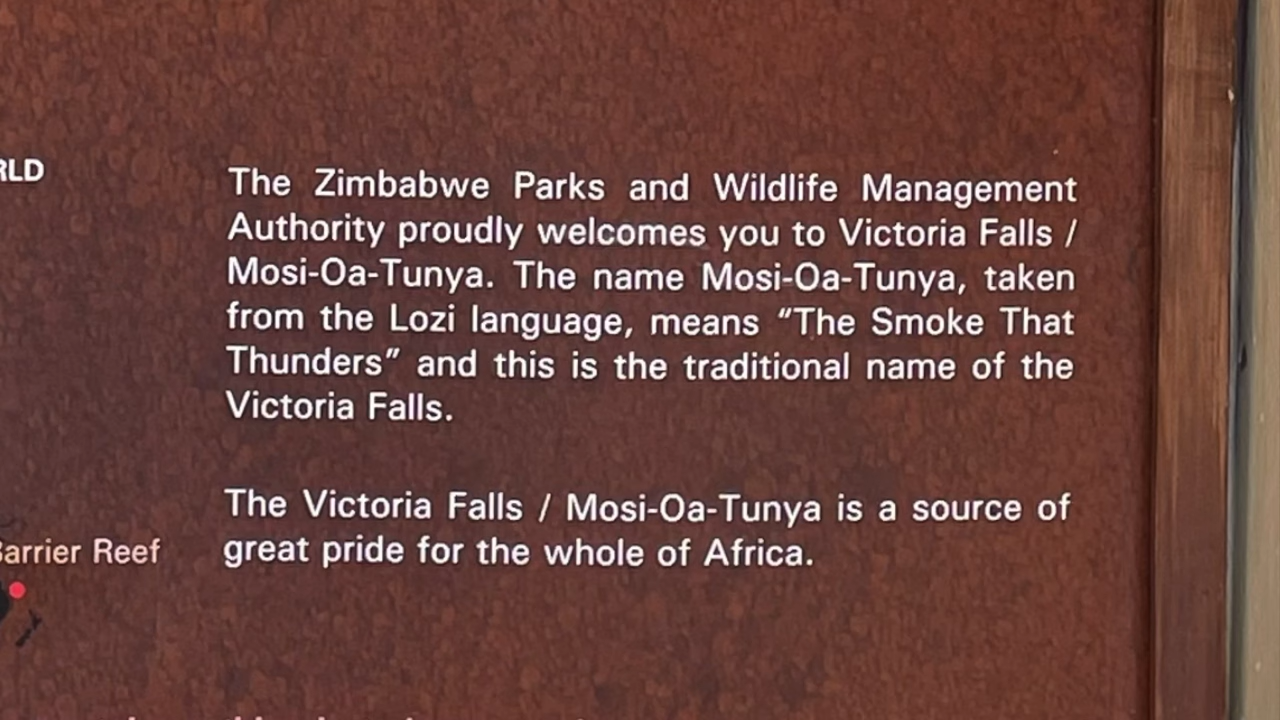 The Zimbabwe Parks and Wildlife Management
Authority proudly welcomes you to Victoria Falls /
Mosi-Oa-Tunya. The name Mosi-Oa-Tunya, taken
from the Lozi language, means “The Smoke That
Thunders” and this is the traditional name of the
Victoria Falls.
The Victoria Falls / Mosi-Oa-Tunya is a source of
great pride for the whole of Africa.
Reef